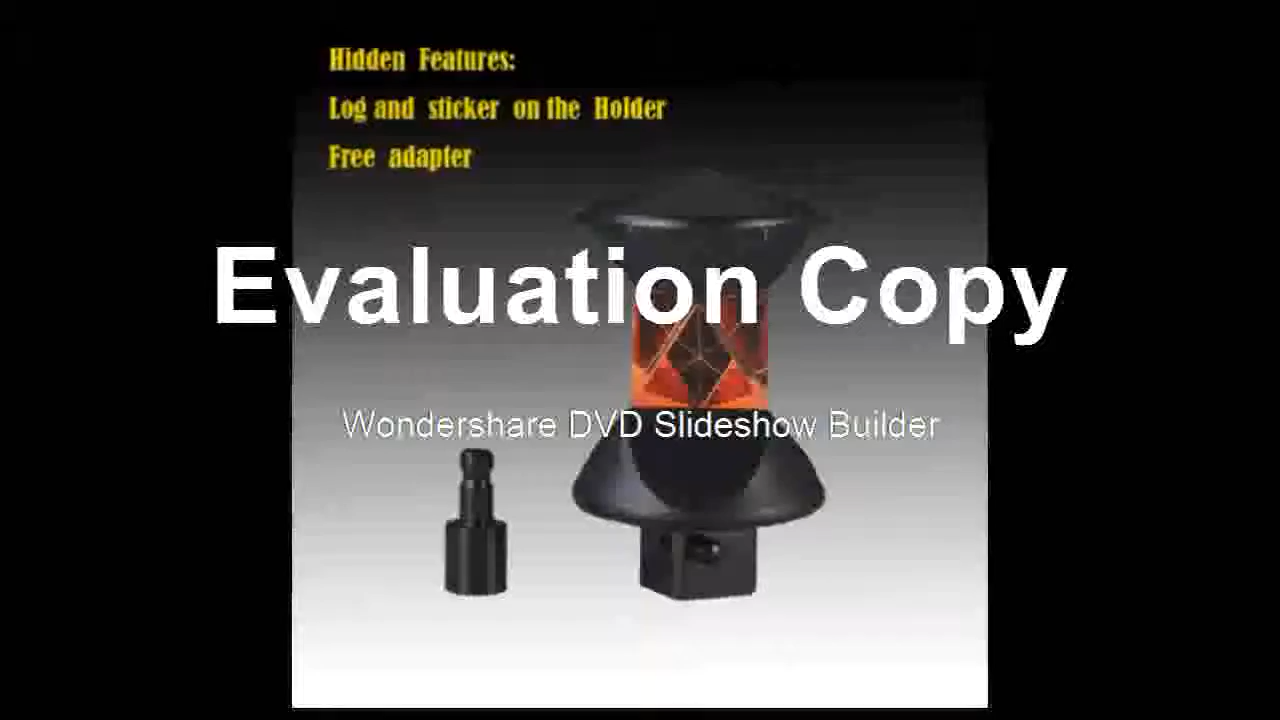 Hidden Features:
Log and sticker on the Holder
Free adapter
Evaluation Copy
Wondershare DVD Slideshow Builder